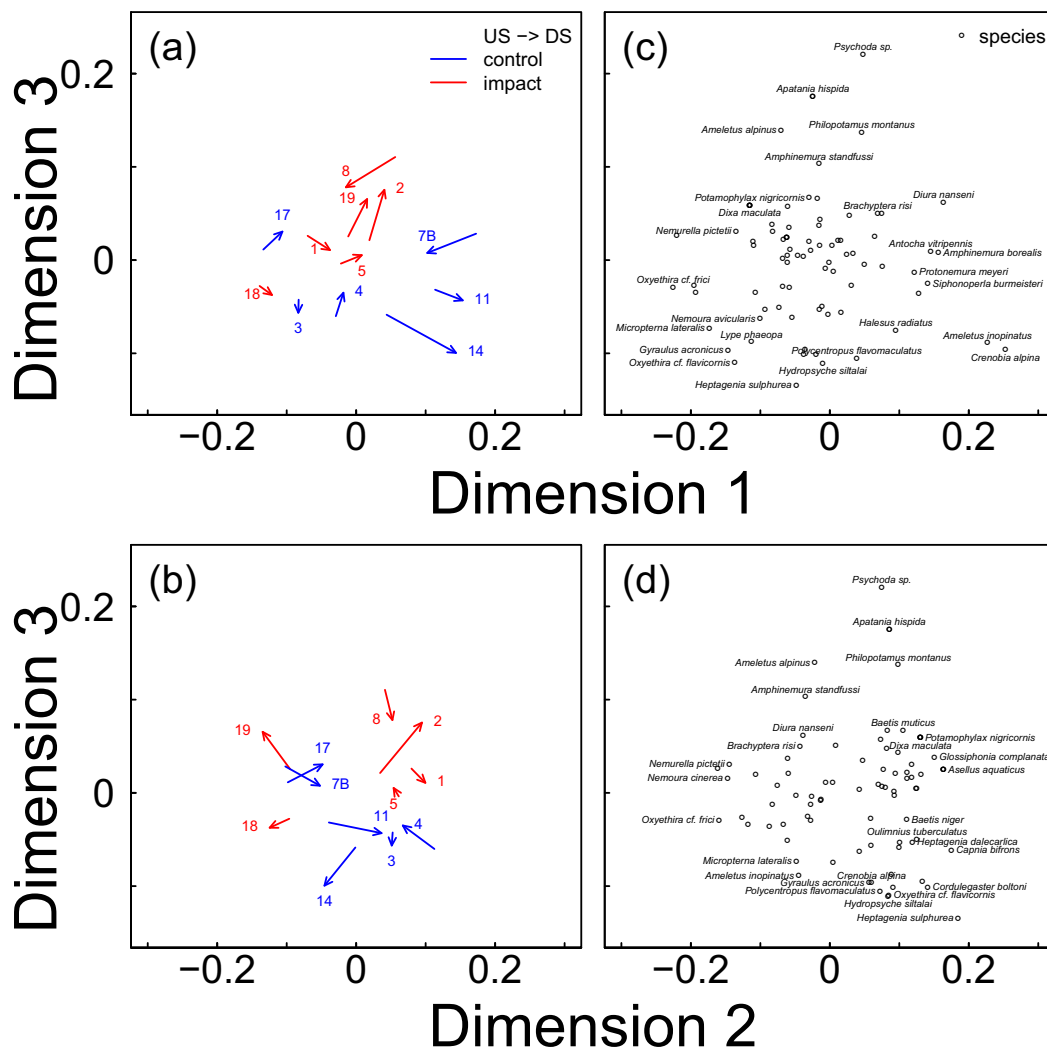 (a)
US −> DS
control
impact
8
19
2
17
7B
1
5
18
4
11
3
14
0.2
0
−0.2
0
0.2
Dimension 3
(c)
species
Psychoda sp.
Apatania hispida
Ameletus alpinus
Philopotamus montanus
Amphinemura standfussi
Potamophylax nigricornis
Diura nanseni
Dixa maculata
Brachyptera risi
Nemurella pictetii
Antocha vitripennis
Amphinemura borealis
Protonemura meyeri
Oxyethira cf. frici
Siphonoperla burmeisteri
Nemoura avicularis
Halesus radiatus
Micropterna lateralis
Lype phaeopa
Ameletus inopinatus
Gyraulus acronicus
Polycentropus flavomaculatus
Crenobia alpina
Oxyethira cf. flavicornis
Hydropsyche siltalai
Heptagenia sulphurea
−0.2
0
0.2
Dimension 1
(b)
8
2
19
17
7B
1
5
18
11
4
3
14
0.2
0
−0.2
0
0.2
Dimension 3
(d)
Psychoda sp.
Apatania hispida
Ameletus alpinus
Philopotamus montanus
Amphinemura standfussi
Baetis muticus
Diura nanseni
Potamophylax nigricornis
Brachyptera risi
Dixa maculata
Glossiphonia complanata
Nemurella pictetii
Asellus aquaticus
Nemoura cinerea
Oxyethira cf. frici
Baetis niger
Oulimnius tuberculatus
Heptagenia dalecarlica
Capnia bifrons
Micropterna lateralis
Ameletus inopinatus
Crenobia alpina
Gyraulus acronicus
Polycentropus flavomaculatus
Cordulegaster boltoni
Oxyethira cf. flavicornis
Hydropsyche siltalai
Heptagenia sulphurea
−0.2
0
0.2
Dimension 2